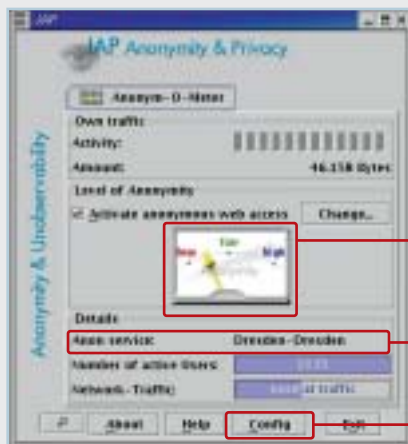 JAP
JAP Anonymity & Privacy
Anonym-O-Meter
Anonymity & Unobservability
Own traffic
Activity:
Amount: 46.158 Bytes
Level of Anonymity
Activate anonymous web access Change...
low fair high
Details
Anon service: Dresden-Dresden
Number of active Users:
Network-Traffic: traffic
About Help Config Exit